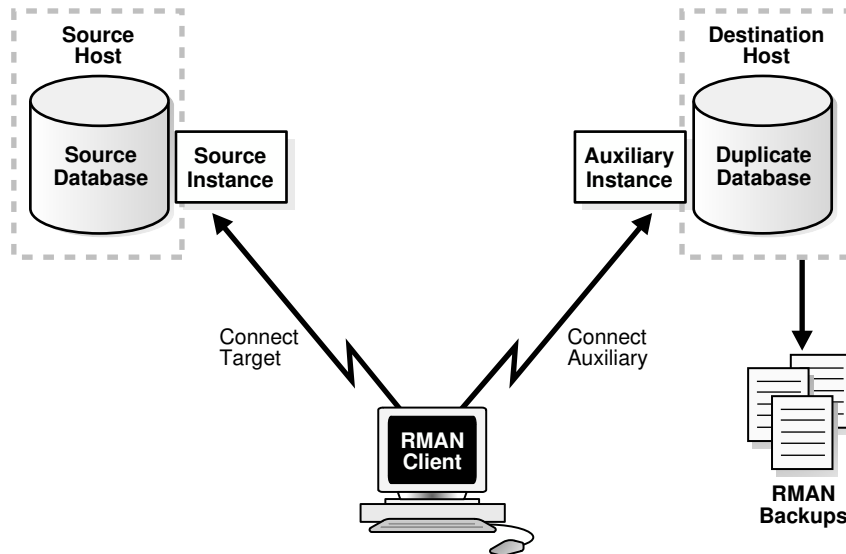 Source
Host
Source
Database
Source
Instance
Destination
Host
Auxiliary
Instance
Duplicate
Database
Connect
Target
Connect
Auxiliary
RMAN
Client
RMAN
Backups